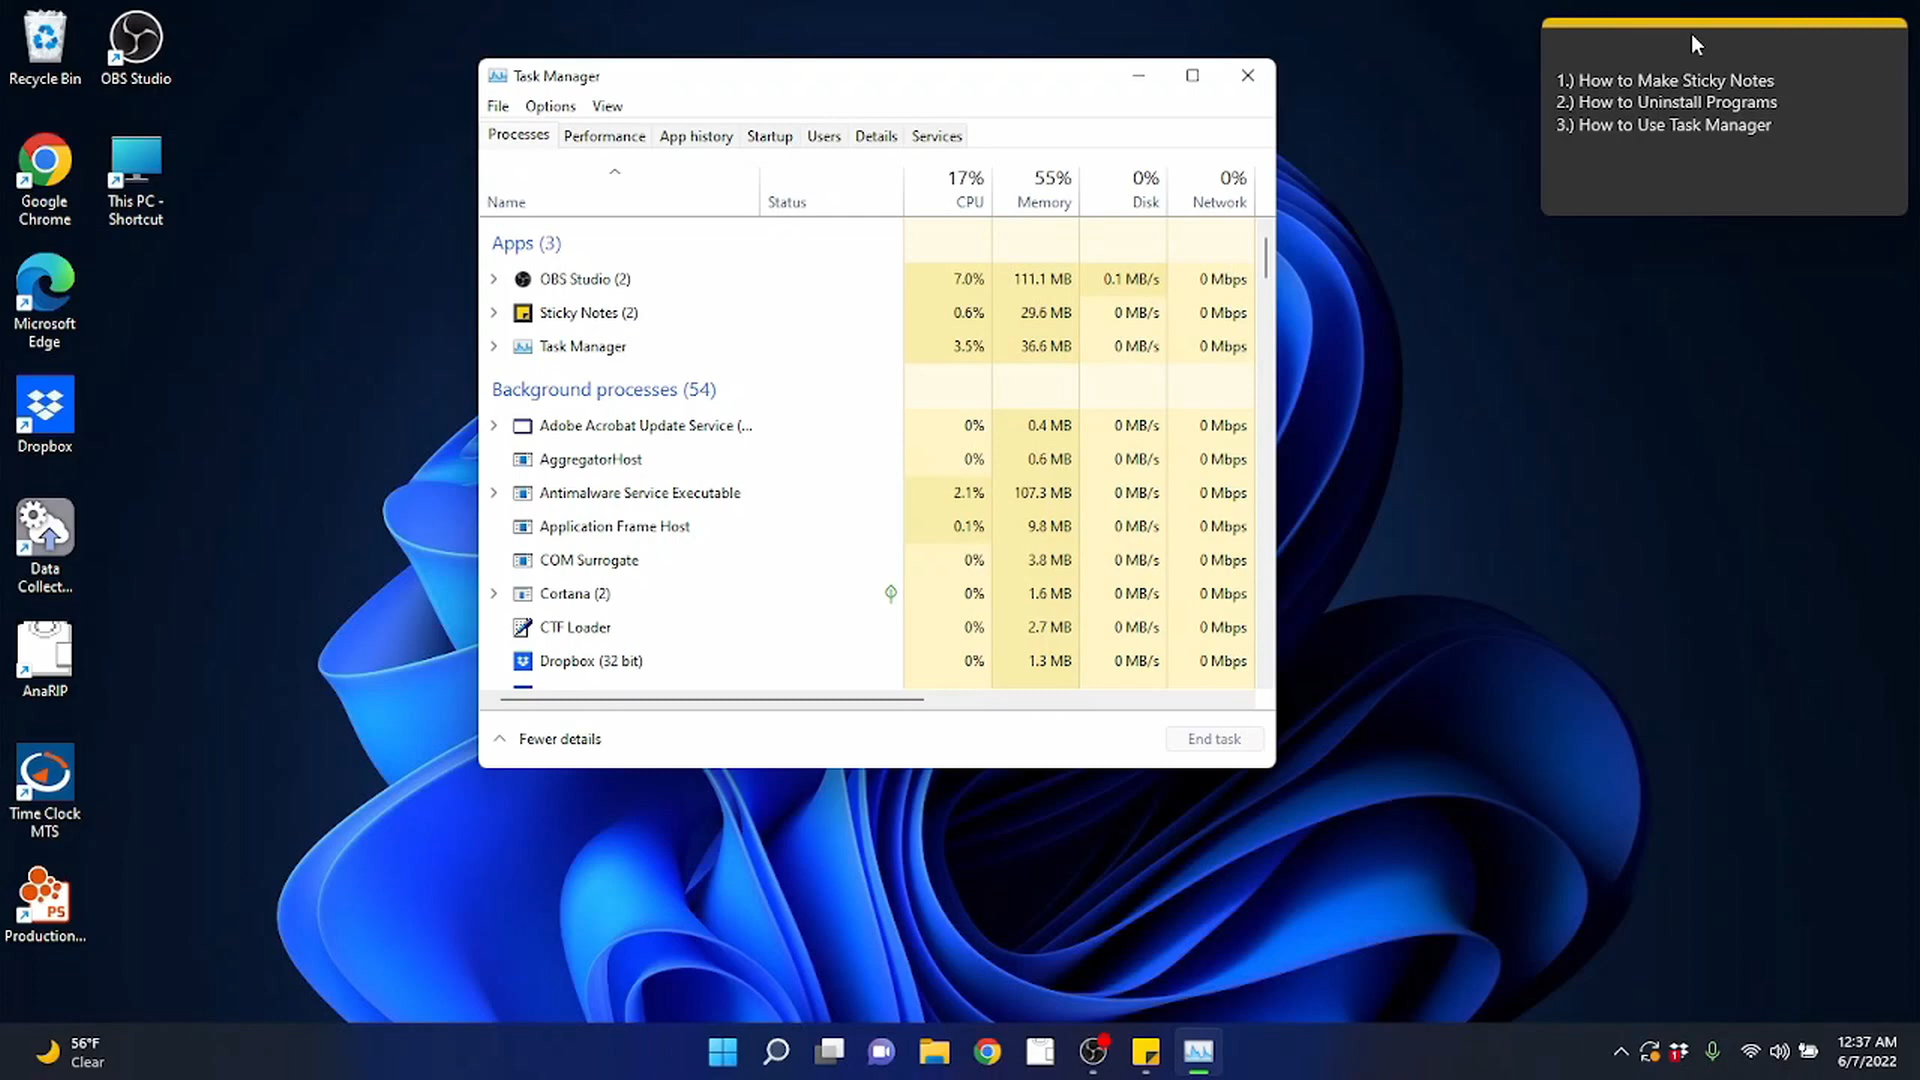 Recycle Bin
OBS Studio
Google
Chrome
This PC -
Shortcut
Microsoft
Edge
Dropbox
Data
Collect...
AnaRIP
Time Clock
MTS
PS
Production...
Task Manager
File Options View
Processes Performance App history Startup Users Details Services
17% 55% 0% 0%
Name Status CPU Memory Disk Network
Apps (3)
OBS Studio (2) 7.0% 111.1 MB 0.1 MB/s 0 Mbps
Sticky Notes (2) 0.6% 29.6 MB 0 MB/s 0 Mbps
Task Manager 3.5% 36.6 MB 0 MB/s 0 Mbps
Background processes (54)
Adobe Acrobat Update Service (... 0% 0.4 MB 0 MB/s 0 Mbps
AggregatorHost 0% 0.6 MB 0 MB/s 0 Mbps
Antimalware Service Executable 2.1% 107.3 MB 0 MB/s 0 Mbps
Application Frame Host 0.1% 9.8 MB 0 MB/s 0 Mbps
COM Surrogate 0% 3.8 MB 0 MB/s 0 Mbps
Cortana (2) 0% 1.6 MB 0 MB/s 0 Mbps
CTF Loader 0% 2.7 MB 0 MB/s 0 Mbps
Dropbox (32 bit) 0% 1.3 MB 0 MB/s 0 Mbps
Fewer details
End task
1.) How to Make Sticky Notes
2.) How to Uninstall Programs
3.) How to Use Task Manager
56°F
Clear
12:37 AM
6/7/2022